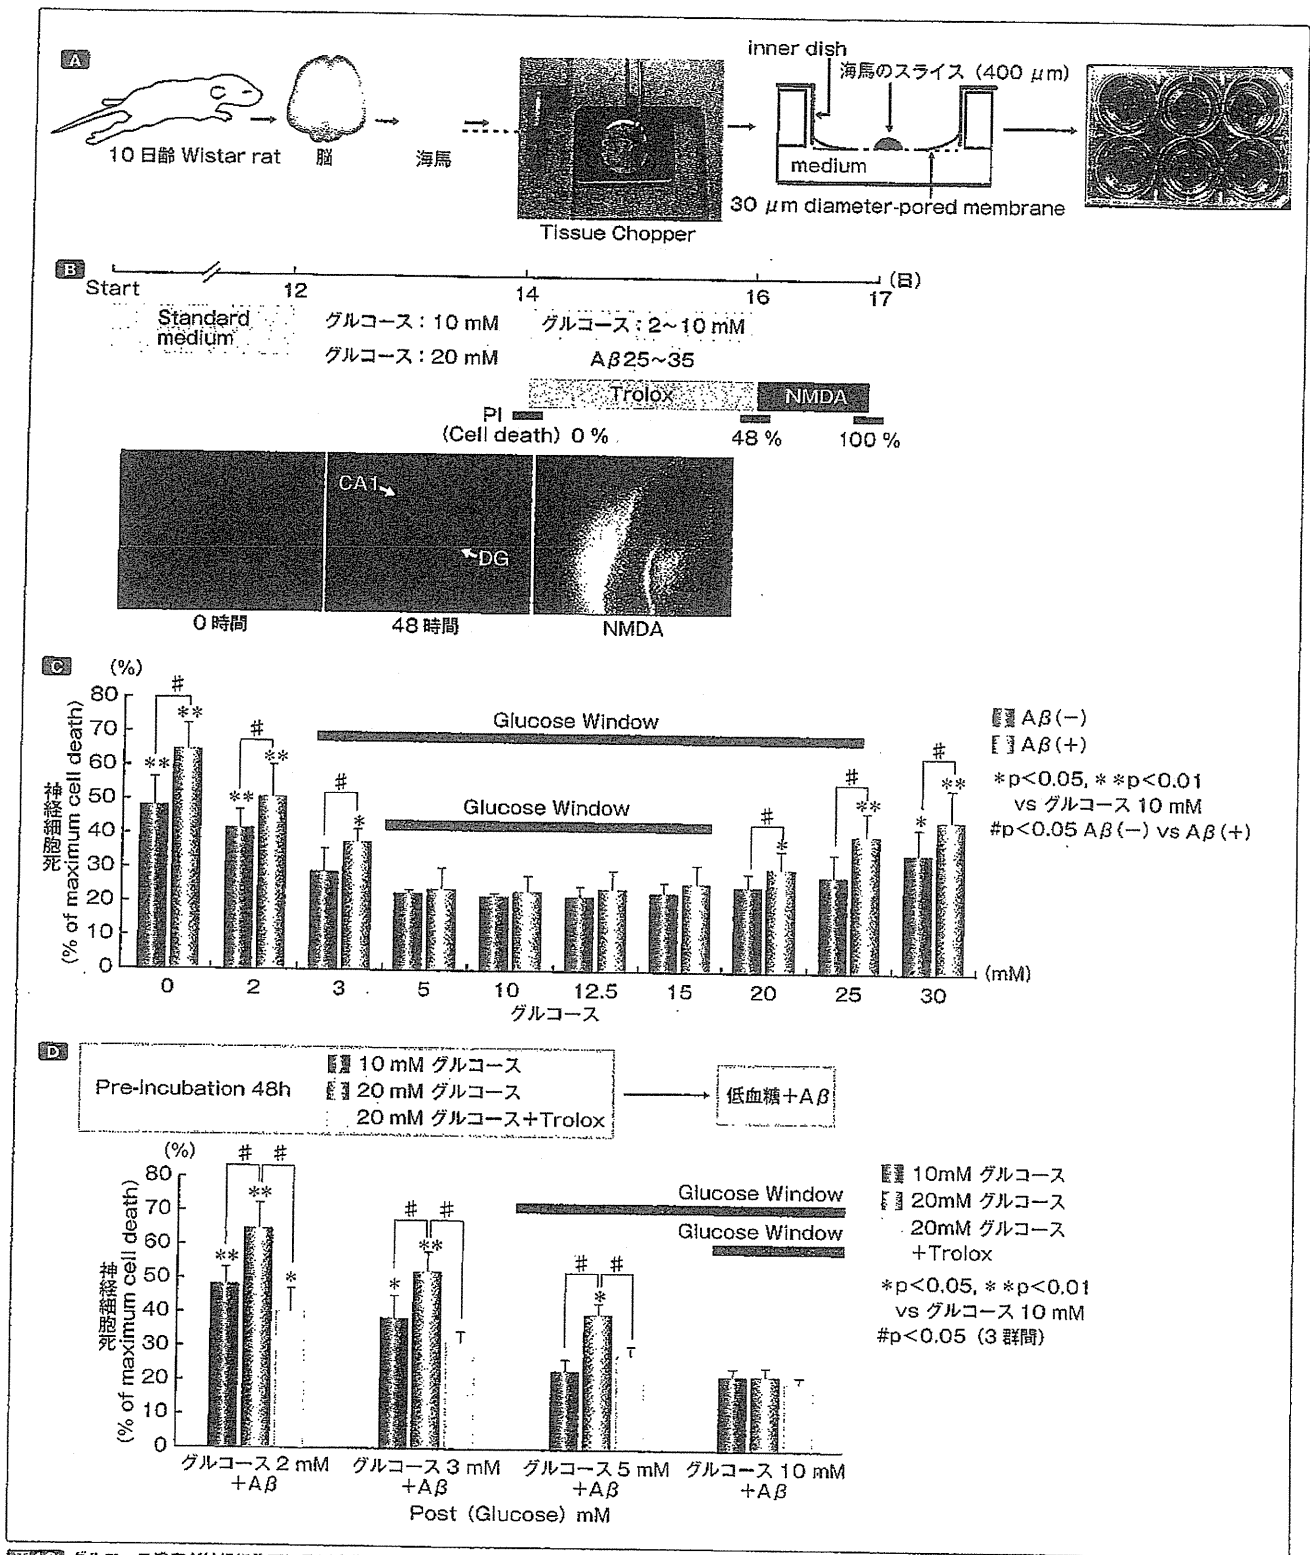 A
10日齢 Wistar rat
脳
海馬
Tissue Chopper
inner dish
海馬のスライス (400 μm)
medium
30 μm diameter-pored membrane
B
Start
12
14
16
17
(日)
Standard
medium
グルコース：10 mM
グルコース：20 mM
グルコース：2~10 mM
Aβ25~35
Trolox
NMDA
PI
(Cell death) 0 %
48 %
100 %
CA1
DG
0時間
48時間
NMDA
C
(%)
80
70
60
50
40
30
20
10
0
神経細胞死
(% of maximum cell death)
#
**
**
#
**
**
#
*
Glucose Window
Glucose Window
#
*
#
**
#
*
**
0
2
3
5
10
12.5
15
20
25
30
(mM)
グルコース
Aβ(−)
Aβ(+)
*p<0.05, **p<0.01
vs グルコース 10 mM
#p<0.05 Aβ(−) vs Aβ(+)
D
Pre-Incubation 48h
10 mM グルコース
20 mM グルコース
20 mM グルコース+Trolox
低血糖+Aβ
(%)
80
70
60
50
40
30
20
10
0
神経細胞死
(% of maximum cell death)
# #
**
**
*
# #
*
**
# #
*
Glucose Window
Glucose Window
グルコース 2 mM
+Aβ
グルコース 3 mM
+Aβ
グルコース 5 mM
+Aβ
グルコース 10 mM
+Aβ
Post (Glucose) mM
10mM グルコース
20mM グルコース
20mM グルコース
+Trolox
*p<0.05, **p<0.01
vs グルコース 10 mM
#p<0.05 (3群間)